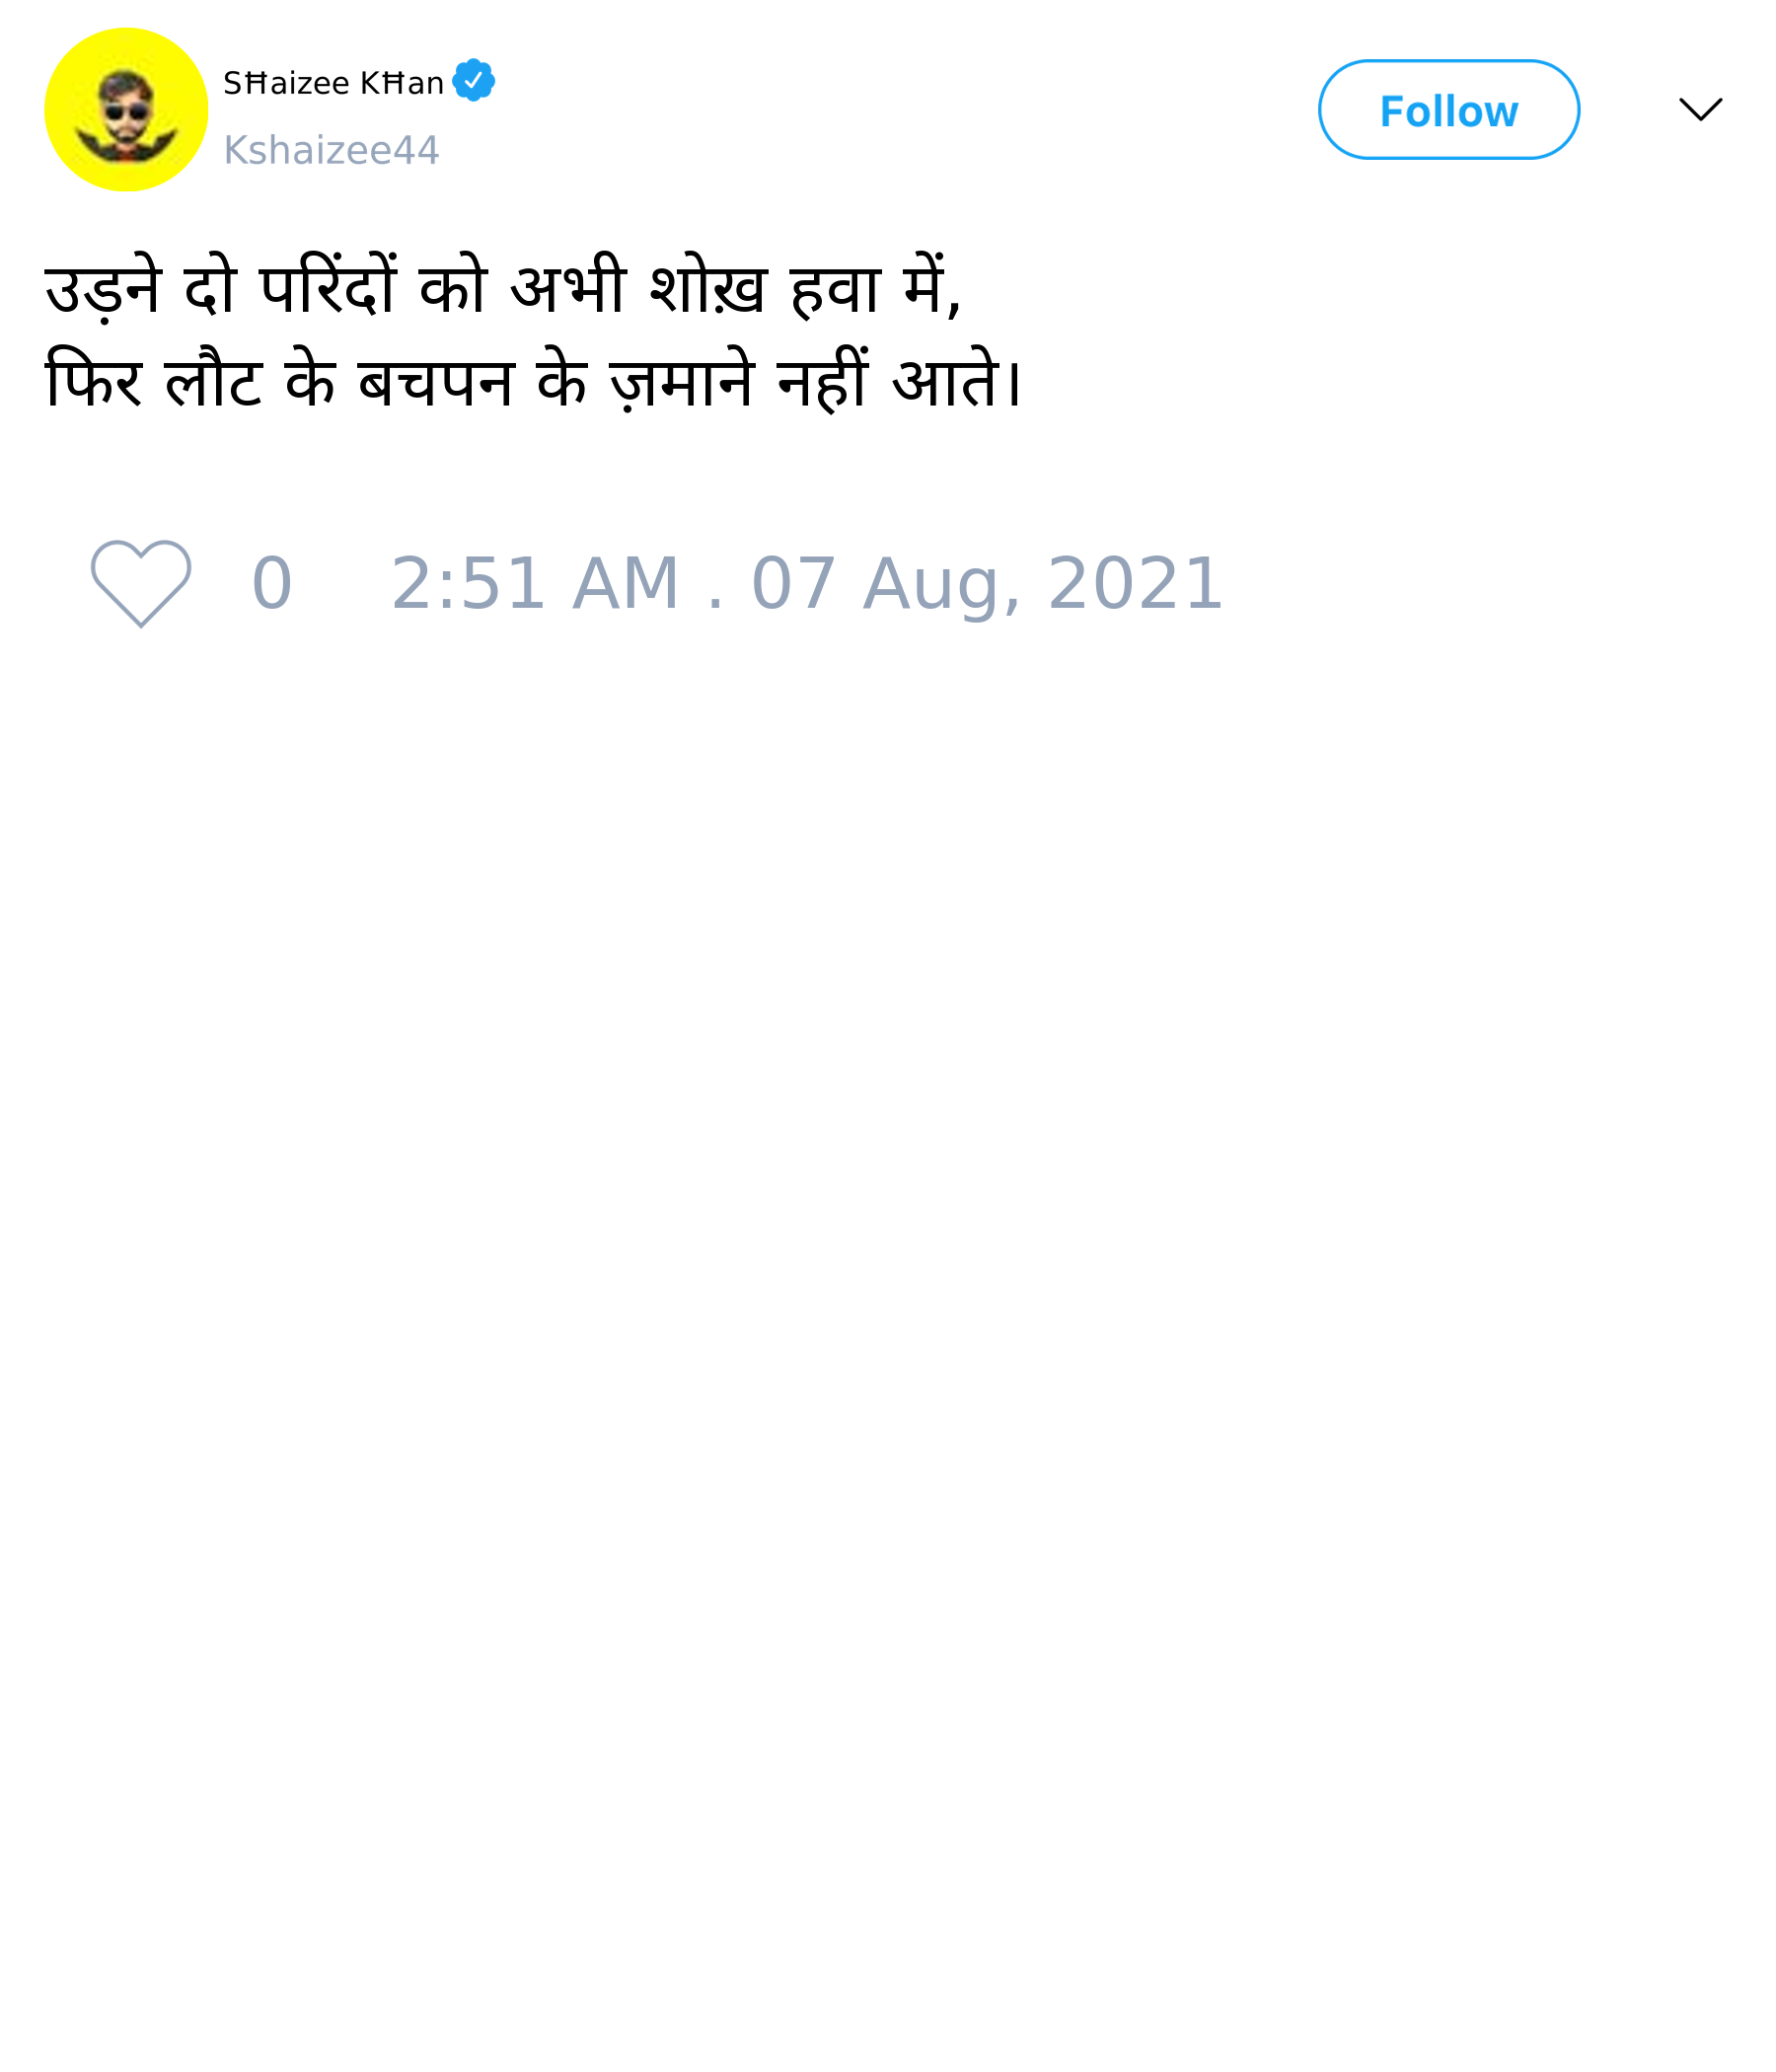 SĦaizee KĦan
Kshaizee44
Follow
उड़ने दो परिंदों को अभी शोख़ हवा में,
फिर लौट के बचपन के ज़माने नहीं आते।
0 2:51 AM . 07 Aug, 2021